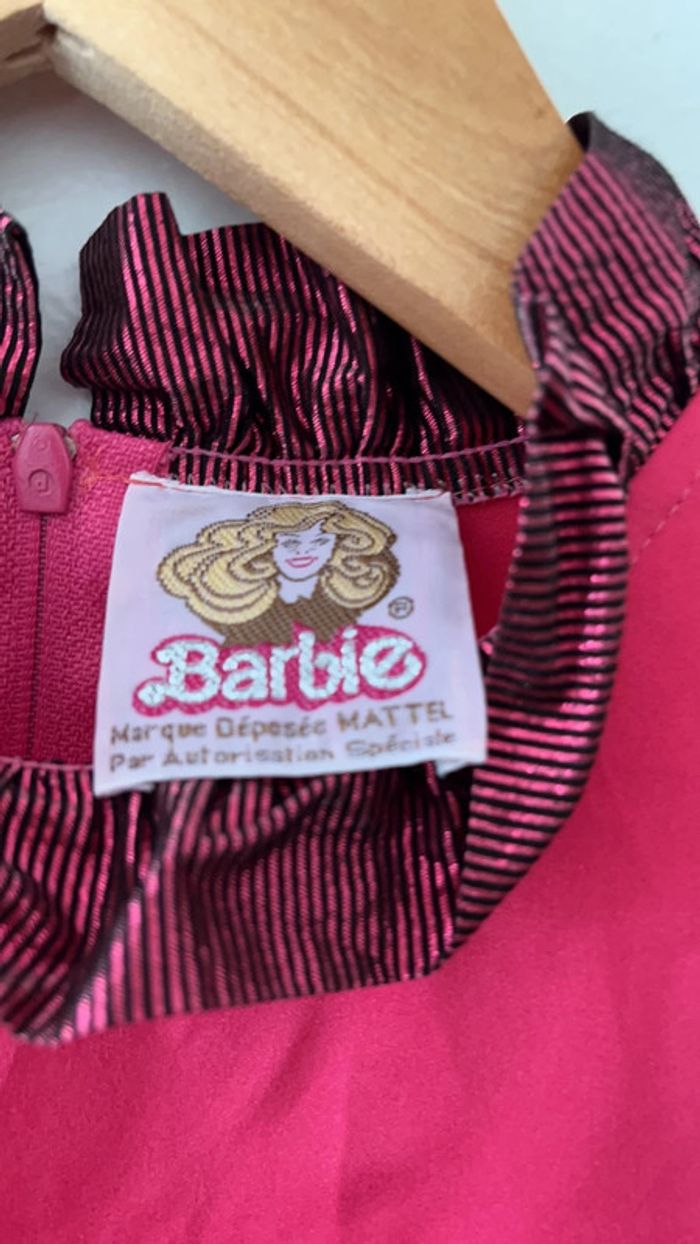 ®
Barbie
Marque Déposée MATTEL
Par Autorisation Spéciale